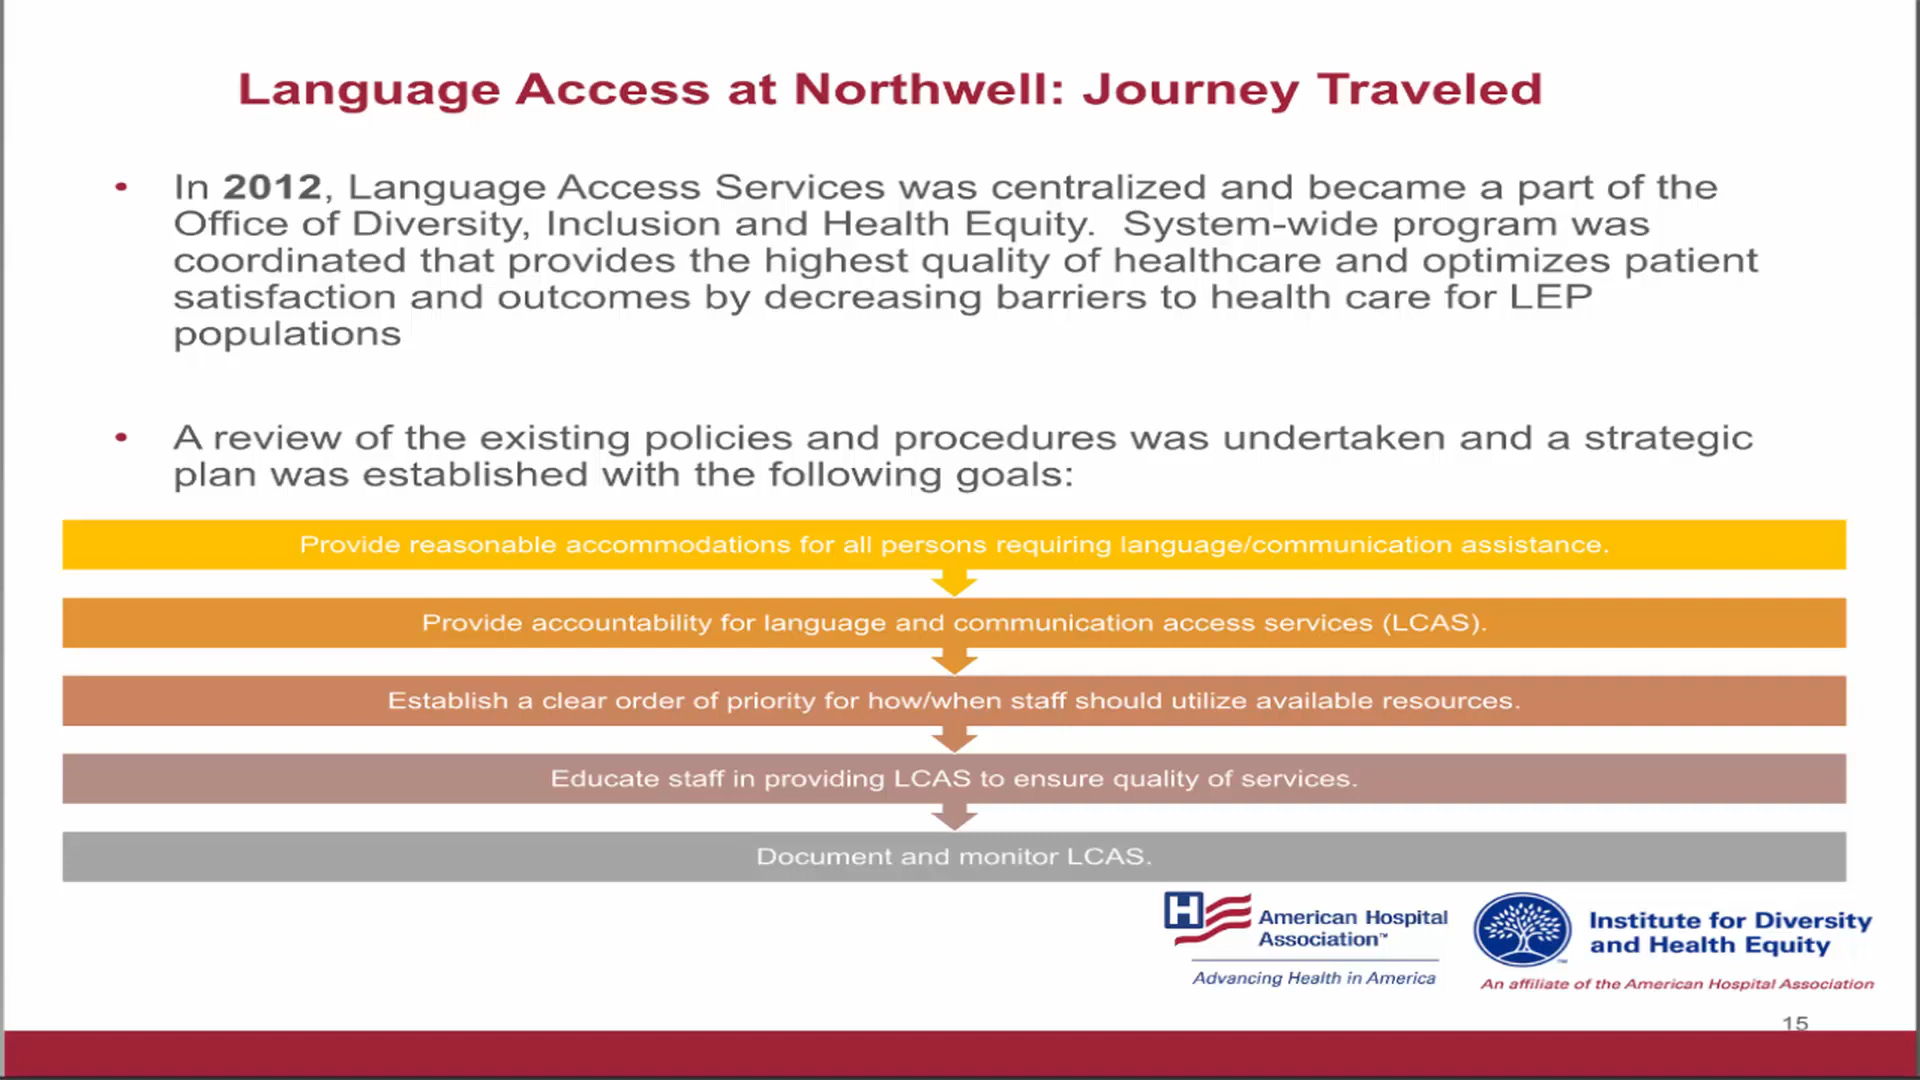 Language Access at Northwell: Journey Traveled
• In 2012, Language Access Services was centralized and became a part of the
Office of Diversity, Inclusion and Health Equity.  System-wide program was
coordinated that provides the highest quality of healthcare and optimizes patient
satisfaction and outcomes by decreasing barriers to health care for LEP
populations
• A review of the existing policies and procedures was undertaken and a strategic
plan was established with the following goals:
Provide reasonable accommodations for all persons requiring language/communication assistance.
Provide accountability for language and communication access services (LCAS).
Establish a clear order of priority for how/when staff should utilize available resources.
Educate staff in providing LCAS to ensure quality of services.
Document and monitor LCAS.
H
American Hospital
Association™
Advancing Health in America
Institute for Diversity
and Health Equity
™
An affiliate of the American Hospital Association
15